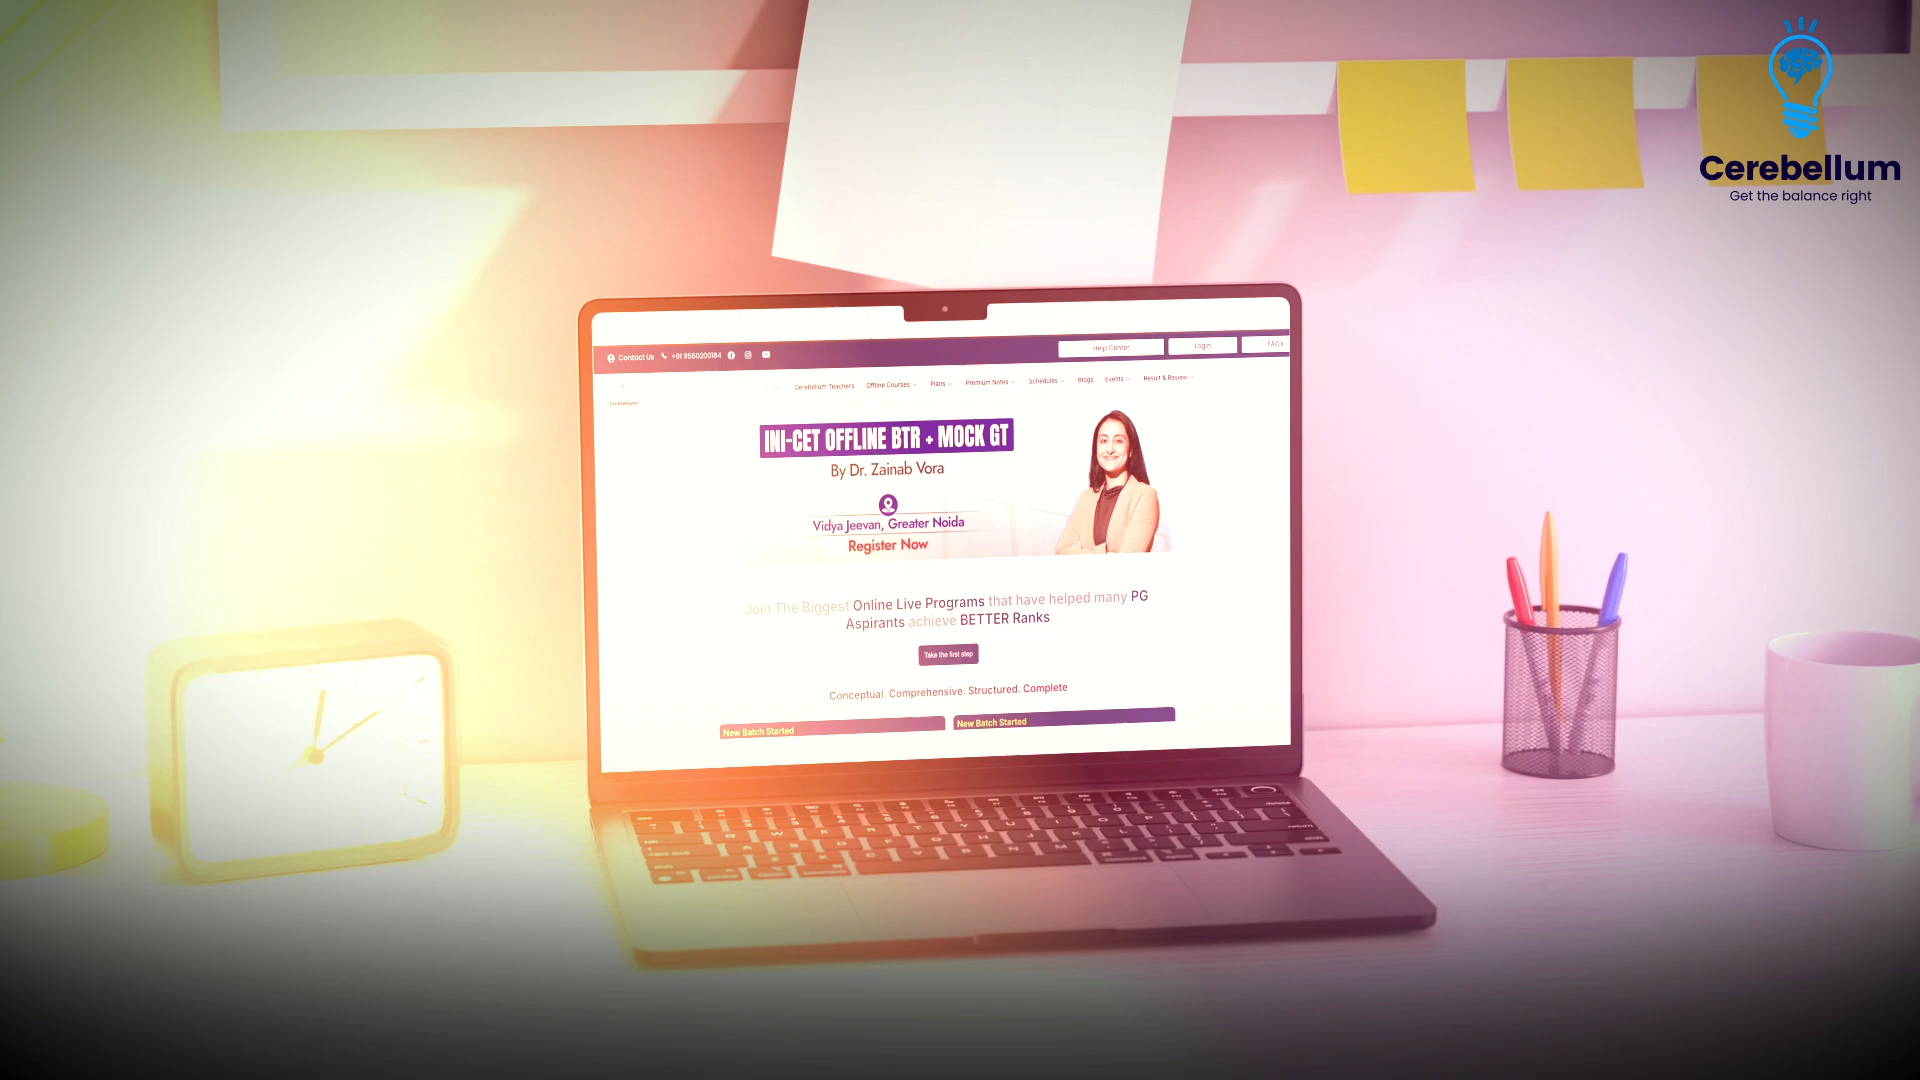 Cerebellum
Get the balance right
Contact Us +91 9560200184
Help Center Login FAQs
Cerebellum
Cerebellum Teachers Offline Courses Plans Premium Notes Schedules Blogs Events Result & Review
INI-CET OFFLINE BTR + MOCK GT
By Dr. Zainab Vora
Vidya Jeevan, Greater Noida
Register Now
Join The Biggest Online Live Programs that have helped many PG
Aspirants achieve BETTER Ranks
Take the first step
Conceptual. Comprehensive. Structured. Complete
New Batch Started New Batch Started